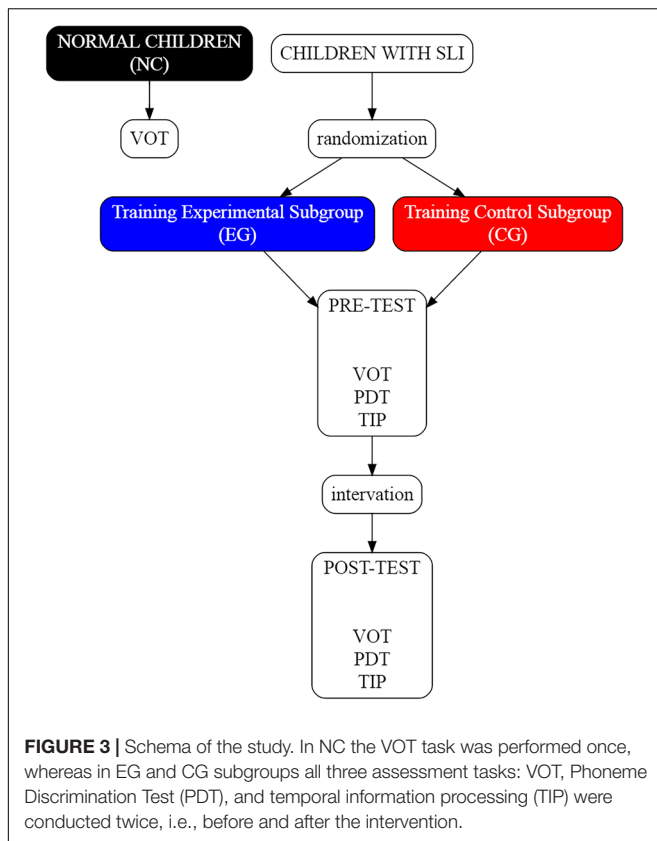 NORMAL CHILDREN
(NC)
CHILDREN WITH SLI
VOT
randomization
Training Experimental Subgroup
(EG)
Training Control Subgroup
(CG)
PRE-TEST
VOT
PDT
TIP
intervation
POST-TEST
VOT
PDT
TIP
FIGURE 3 | Schema of the study. In NC the VOT task was performed once,
whereas in EG and CG subgroups all three assessment tasks: VOT, Phoneme
Discrimination Test (PDT), and temporal information processing (TIP) were
conducted twice, i.e., before and after the intervention.